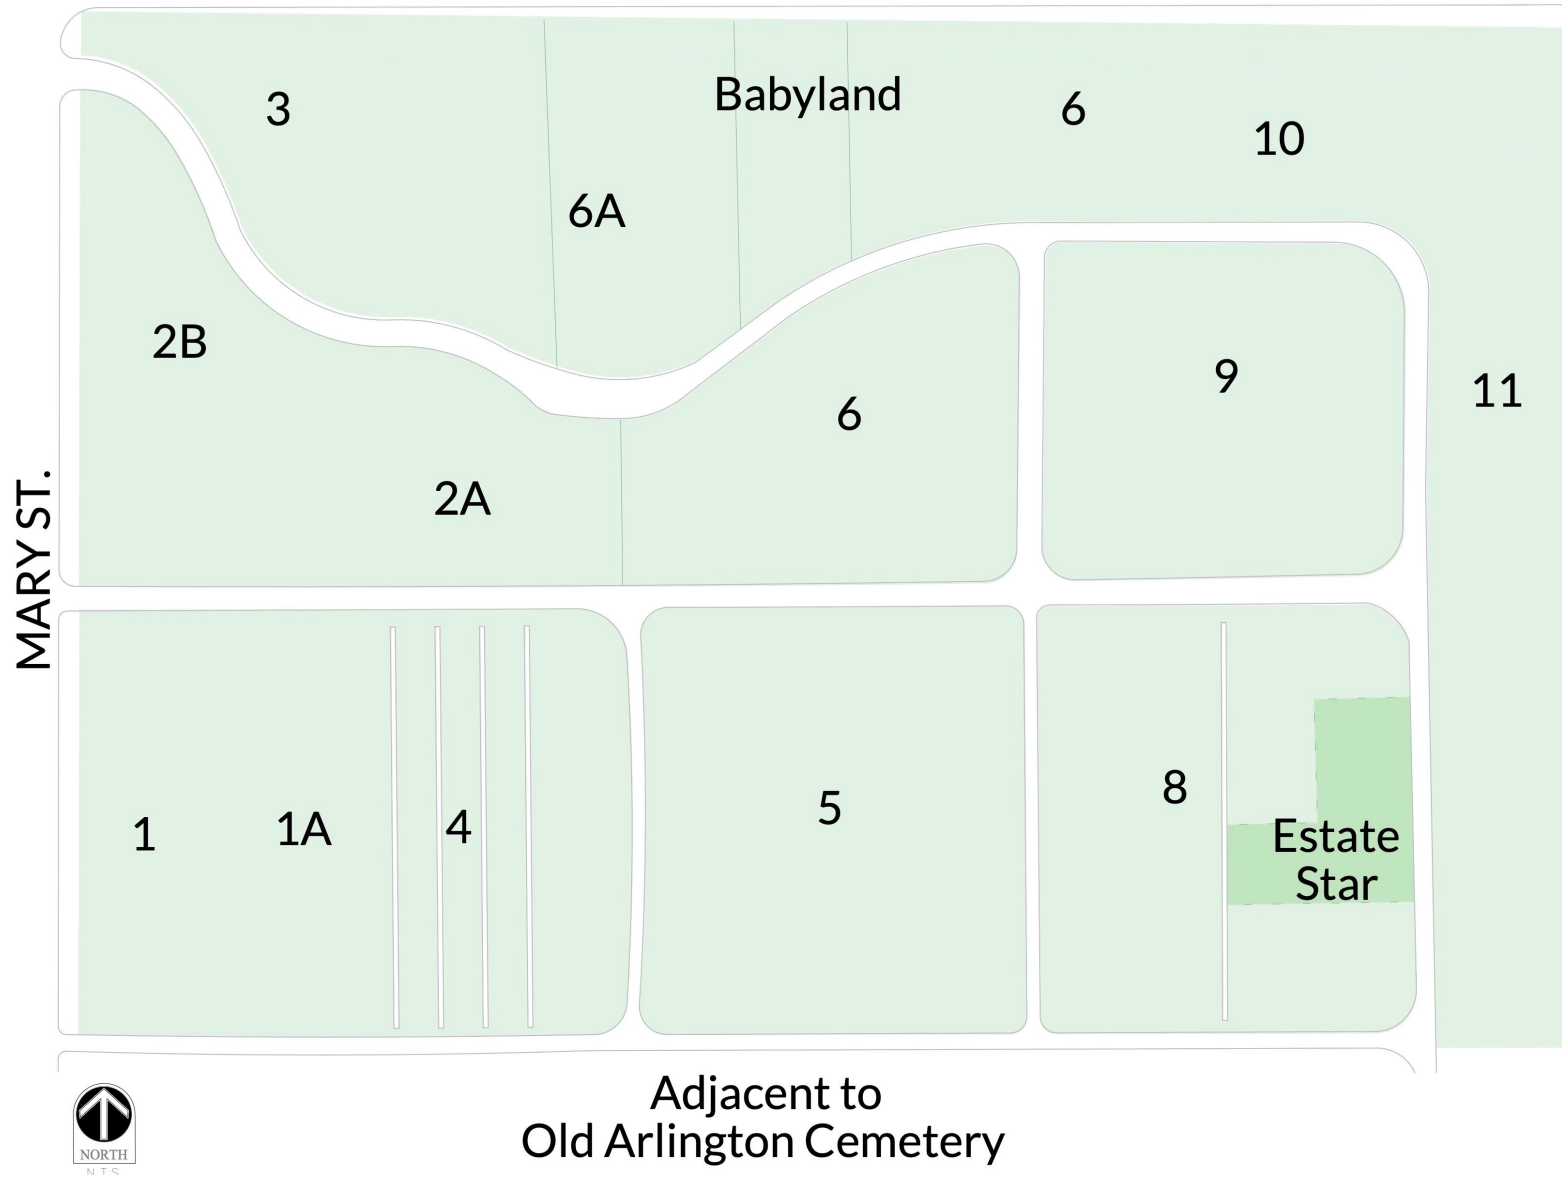 3
Babyland
6
10
6A
2B
9
11
6
2A
MARY ST.
5
8
1
1A
4
Estate
Star
Adjacent to
Old Arlington Cemetery
NORTH
N T S